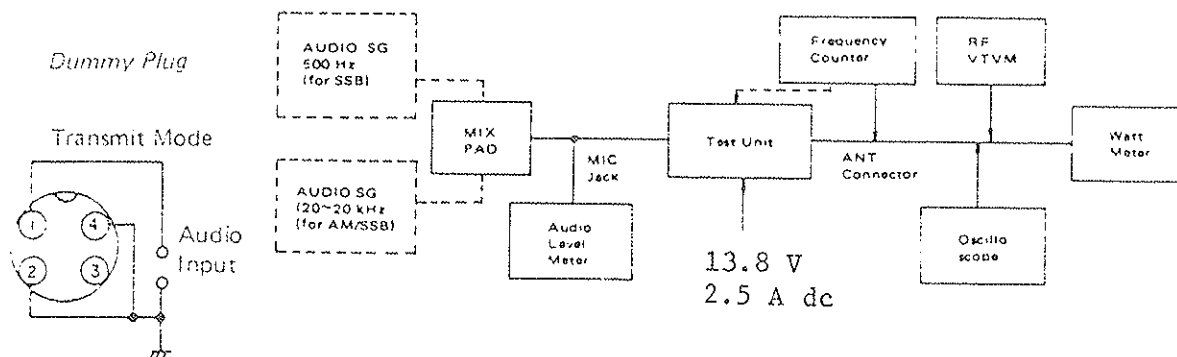 Dummy Plug
Transmit Mode
1
4
2
3
Audio
Input
AUDIO SG
500 Hz
(for SSB)
AUDIO SG
(20~20 kHz
(for AM/SSB)
MIX
PAD
MIC
Jack
Audio
Level
Meter
Test Unit
13.8 V
2.5 A dc
Frequency
Counter
RF
VTVM
ANT
Connector
Oscillo
scope
Watt
Meter